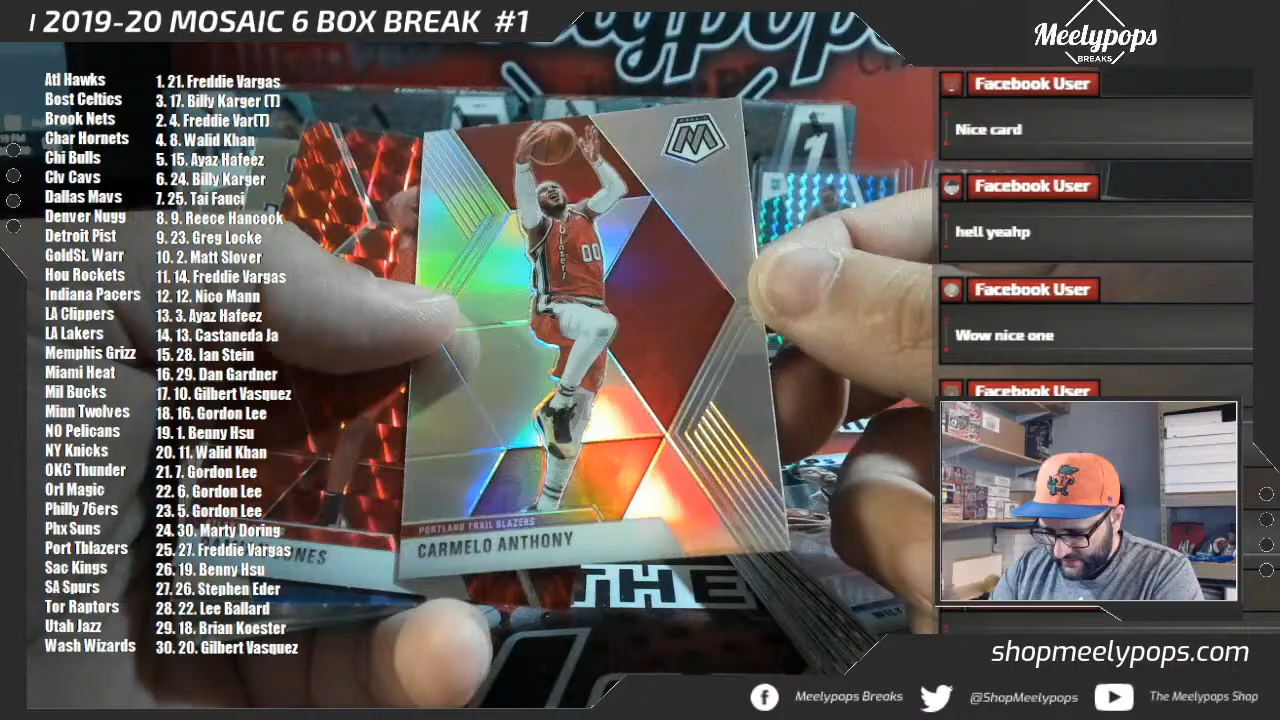 2019-20 MOSAIC 6 BOX BREAK #1
Meelypops
BREAKS
Atl Hawks 1. 21. Freddie Vargas
Bost Celtics 3. 17. Billy Karger (T)
Brook Nets 2. 4. Freddie Var(T)
Char Hornets 4. 8. Walid Khan
Chi Bulls 5. 15. Ayaz Hafeez
Clv Cavs 6. 24. Billy Karger
Dallas Mavs 7. 25. Tai Fauci
Denver Nugg 8. 9. Reece Hancock
Detroit Pist 9. 23. Greg Locke
GoldSt. Warr 10. 2. Matt Slover
Hou Rockets 11. 14. Freddie Vargas
Indiana Pacers 12. 12. Nico Mann
LA Clippers 13. 3. Ayaz Hafeez
LA Lakers 14. 13. Castaneda Ja
Memphis Grizz 15. 28. Ian Stein
Miami Heat 16. 29. Dan Gardner
Mil Bucks 17. 10. Gilbert Vasquez
Minn Twolves 18. 16. Gordon Lee
NO Pelicans 19. 1. Benny Hsu
NY Knicks 20. 11. Walid Khan
OKC Thunder 21. 7. Gordon Lee
Orl Magic 22. 6. Gordon Lee
Philly 76ers 23. 5. Gordon Lee
Phx Suns 24. 30. Marty Doring
Port Tblazers 25. 27. Freddie Vargas
Sac Kings 26. 19. Benny Hsu
SA Spurs 27. 26. Stephen Eder
Tor Raptors 28. 22. Lee Ballard
Utah Jazz 29. 18. Brian Koester
Wash Wizards 30. 20. Gilbert Vasquez
MOSAIC
M
blazers
00
PORTLAND TRAIL BLAZERS
CARMELO ANTHONY
THE
WILT
1
Facebook User
Nice card
Facebook User
hell yeahp
Facebook User
Wow nice one
Facebook User
shopmeelypops.com
Meelypops Breaks
@ShopMeelypops
The Meelypops Shop